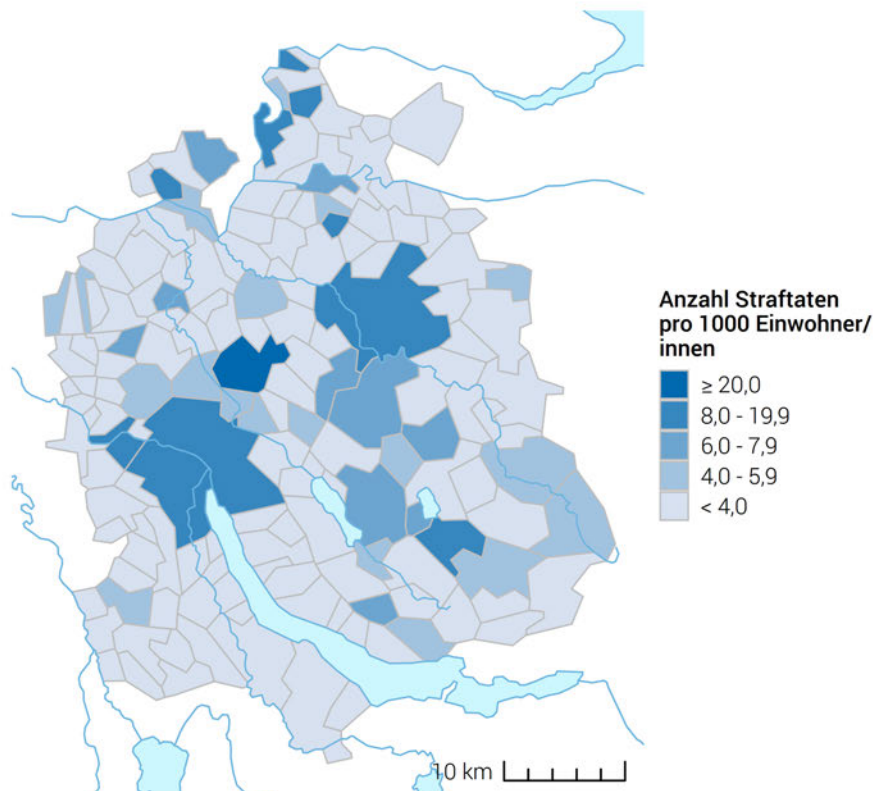 Anzahl Straftaten
pro 1000 Einwohner/
innen
≥ 20,0
8,0 - 19,9
6,0 - 7,9
4,0 - 5,9
< 4,0
10 km